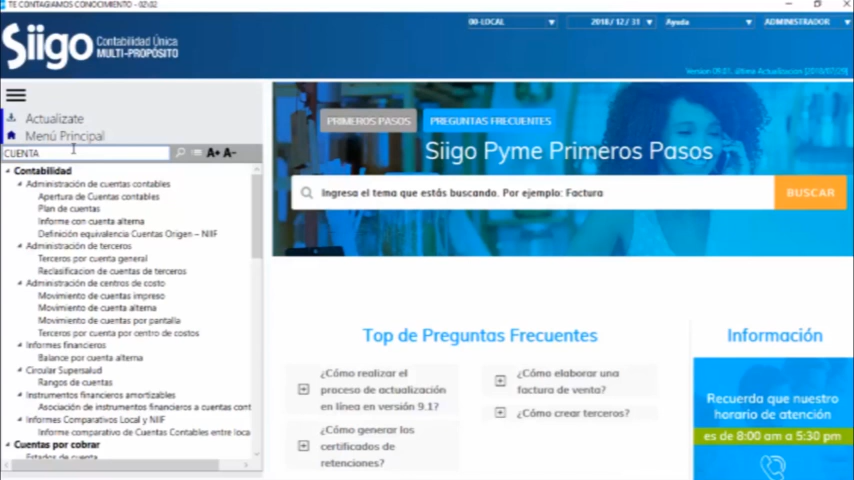 TE CONTAGIAMOS CONOCIMIENTO - 02:02
Siigo
Contabilidad Única
MULTI-PROPÓSITO
00-LOCAL
2018/12/31
Ayuda
ADMINISTRADOR
Actualízate
Menú Principal
CUENTA
A+ A-
Contabilidad
Administración de cuentas contables
Apertura de Cuentas contables
Plan de cuentas
Informe con cuenta alterna
Definición equivalencia Cuentas Origen – NIIF
Administración de terceros
Terceros por cuenta general
Reclasificacion de cuentas de terceros
Administración de centros de costo
Movimiento de cuentas impreso
Movimiento de cuenta alterna
Movimiento de cuentas por pantalla
Terceros por cuenta por centro de costos
Informes financieros
Balance por cuenta alterna
Circular Supersalud
Rangos de cuentas
Instrumentos financieros amortizables
Asociación de instrumentos financieros a cuentas cont
Informes Comparativos Local y NIIF
Informe comparativo de Cuentas Contables entre loca
Cuentas por cobrar
Estados de cuenta
PRIMEROS PASOS
PREGUNTAS FRECUENTES
Siigo Pyme Primeros Pasos
Ingresa el tema que estás buscando. Por ejemplo: Factura
BUSCAR
Top de Preguntas Frecuentes
¿Cómo realizar el
proceso de actualización
en línea en versión 9.1?
¿Cómo generar los
certificados de
retenciones?
¿Cómo elaborar una
factura de venta?
¿Cómo crear terceros?
Información
Recuerda que nuestro
horario de atención
es de 8:00 am a 5:30 pm